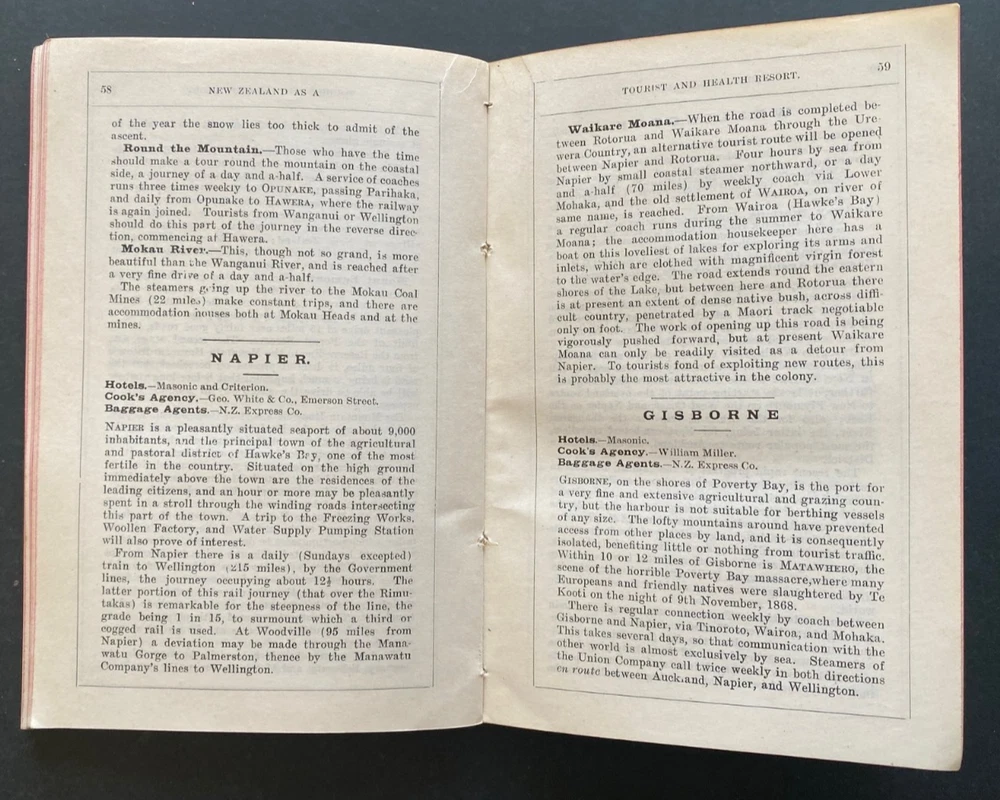 58
NEW ZEALAND AS A
of the year the snow lies too thick to admit of the
ascent.
Round the Mountain.—Those who have the time
should make a tour round the mountain on the coastal
side, a journey of a day and a-half. A service of coaches
runs three times weekly to OPUNAKE, passing Parihaka,
and daily from Opunake to HAWERA, where the railway
is again joined. Tourists from Wanganui or Wellington
should do this part of the journey in the reverse direc-
tion, commencing at Hawera.
Mokau River.—This, though not so grand, is more
beautiful than the Wanganui River, and is reached after
a very fine drive of a day and a-half.
The steamers going up the river to the Mokau Coal
Mines (22 miles) make constant trips, and there are
accommodation houses both at Mokau Heads and at the
mines.
NAPIER.
Hotels.—Masonic and Criterion.
Cook's Agency.—Geo. White & Co., Emerson Street.
Baggage Agents.—N.Z. Express Co.
NAPIER is a pleasantly situated seaport of about 9,000
inhabitants, and the principal town of the agricultural
and pastoral district of Hawke's Bay, one of the most
fertile in the country. Situated on the high ground
immediately above the town are the residences of the
leading citizens, and an hour or more may be pleasantly
spent in a stroll through the winding roads intersecting
this part of the town. A trip to the Freezing Works,
Woollen Factory, and Water Supply Pumping Station
will also prove of interest.
From Napier there is a daily (Sundays excepted)
train to Wellington (215 miles), by the Government
lines, the journey occupying about 12½ hours. The
latter portion of this rail journey (that over the Rimu-
takas) is remarkable for the steepness of the line, the
grade being 1 in 15, to surmount which a third or
cogged rail is used. At Woodville (95 miles from
Napier) a deviation may be made through the Mana-
watu Gorge to Palmerston, thence by the Manawatu
Company's lines to Wellington.
TOURIST AND HEALTH RESORT.
59
Waikare Moana.—When the road is completed be-
tween Rotorua and Waikare Moana through the Ure-
wera Country, an alternative tourist route will be opened
between Napier and Rotorua. Four hours by sea from
Napier by small coastal steamer northward, or a day
and a-half (70 miles) by weekly coach via Lower
Mohaka, and the old settlement of WAIROA, on river of
same name, is reached. From Wairoa (Hawke's Bay)
a regular coach runs during the summer to Waikare
Moana; the accommodation housekeeper here has a
boat on this loveliest of lakes for exploring its arms and
inlets, which are clothed with magnificent virgin forest
to the water's edge. The road extends round the eastern
shores of the Lake, but between here and Rotorua there
is at present an extent of dense native bush, across diffi-
cult country, penetrated by a Maori track negotiable
only on foot. The work of opening up this road is being
vigorously pushed forward, but at present Waikare
Moana can only be readily visited as a detour from
Napier. To tourists fond of exploiting new routes, this
is probably the most attractive in the colony.
GISBORNE
Hotels.—Masonic.
Cook's Agency.—William Miller.
Baggage Agents.—N.Z. Express Co.
GISBORNE, on the shores of Poverty Bay, is the port for
a very fine and extensive agricultural and grazing coun-
try, but the harbour is not suitable for berthing vessels
of any size. The lofty mountains around have prevented
access from other places by land, and it is consequently
isolated, benefiting little or nothing from tourist traffic.
Within 10 or 12 miles of Gisborne is MATAWHERO, the
scene of the horrible Poverty Bay massacre, where many
Europeans and friendly natives were slaughtered by Te
Kooti on the night of 9th November, 1868.
There is regular connection weekly by coach between
Gisborne and Napier, via Tinoroto, Wairoa, and Mohaka.
This takes several days, so that communication with the
other world is almost exclusively by sea. Steamers of
the Union Company call twice weekly in both directions
en route between Auckland, Napier, and Wellington.